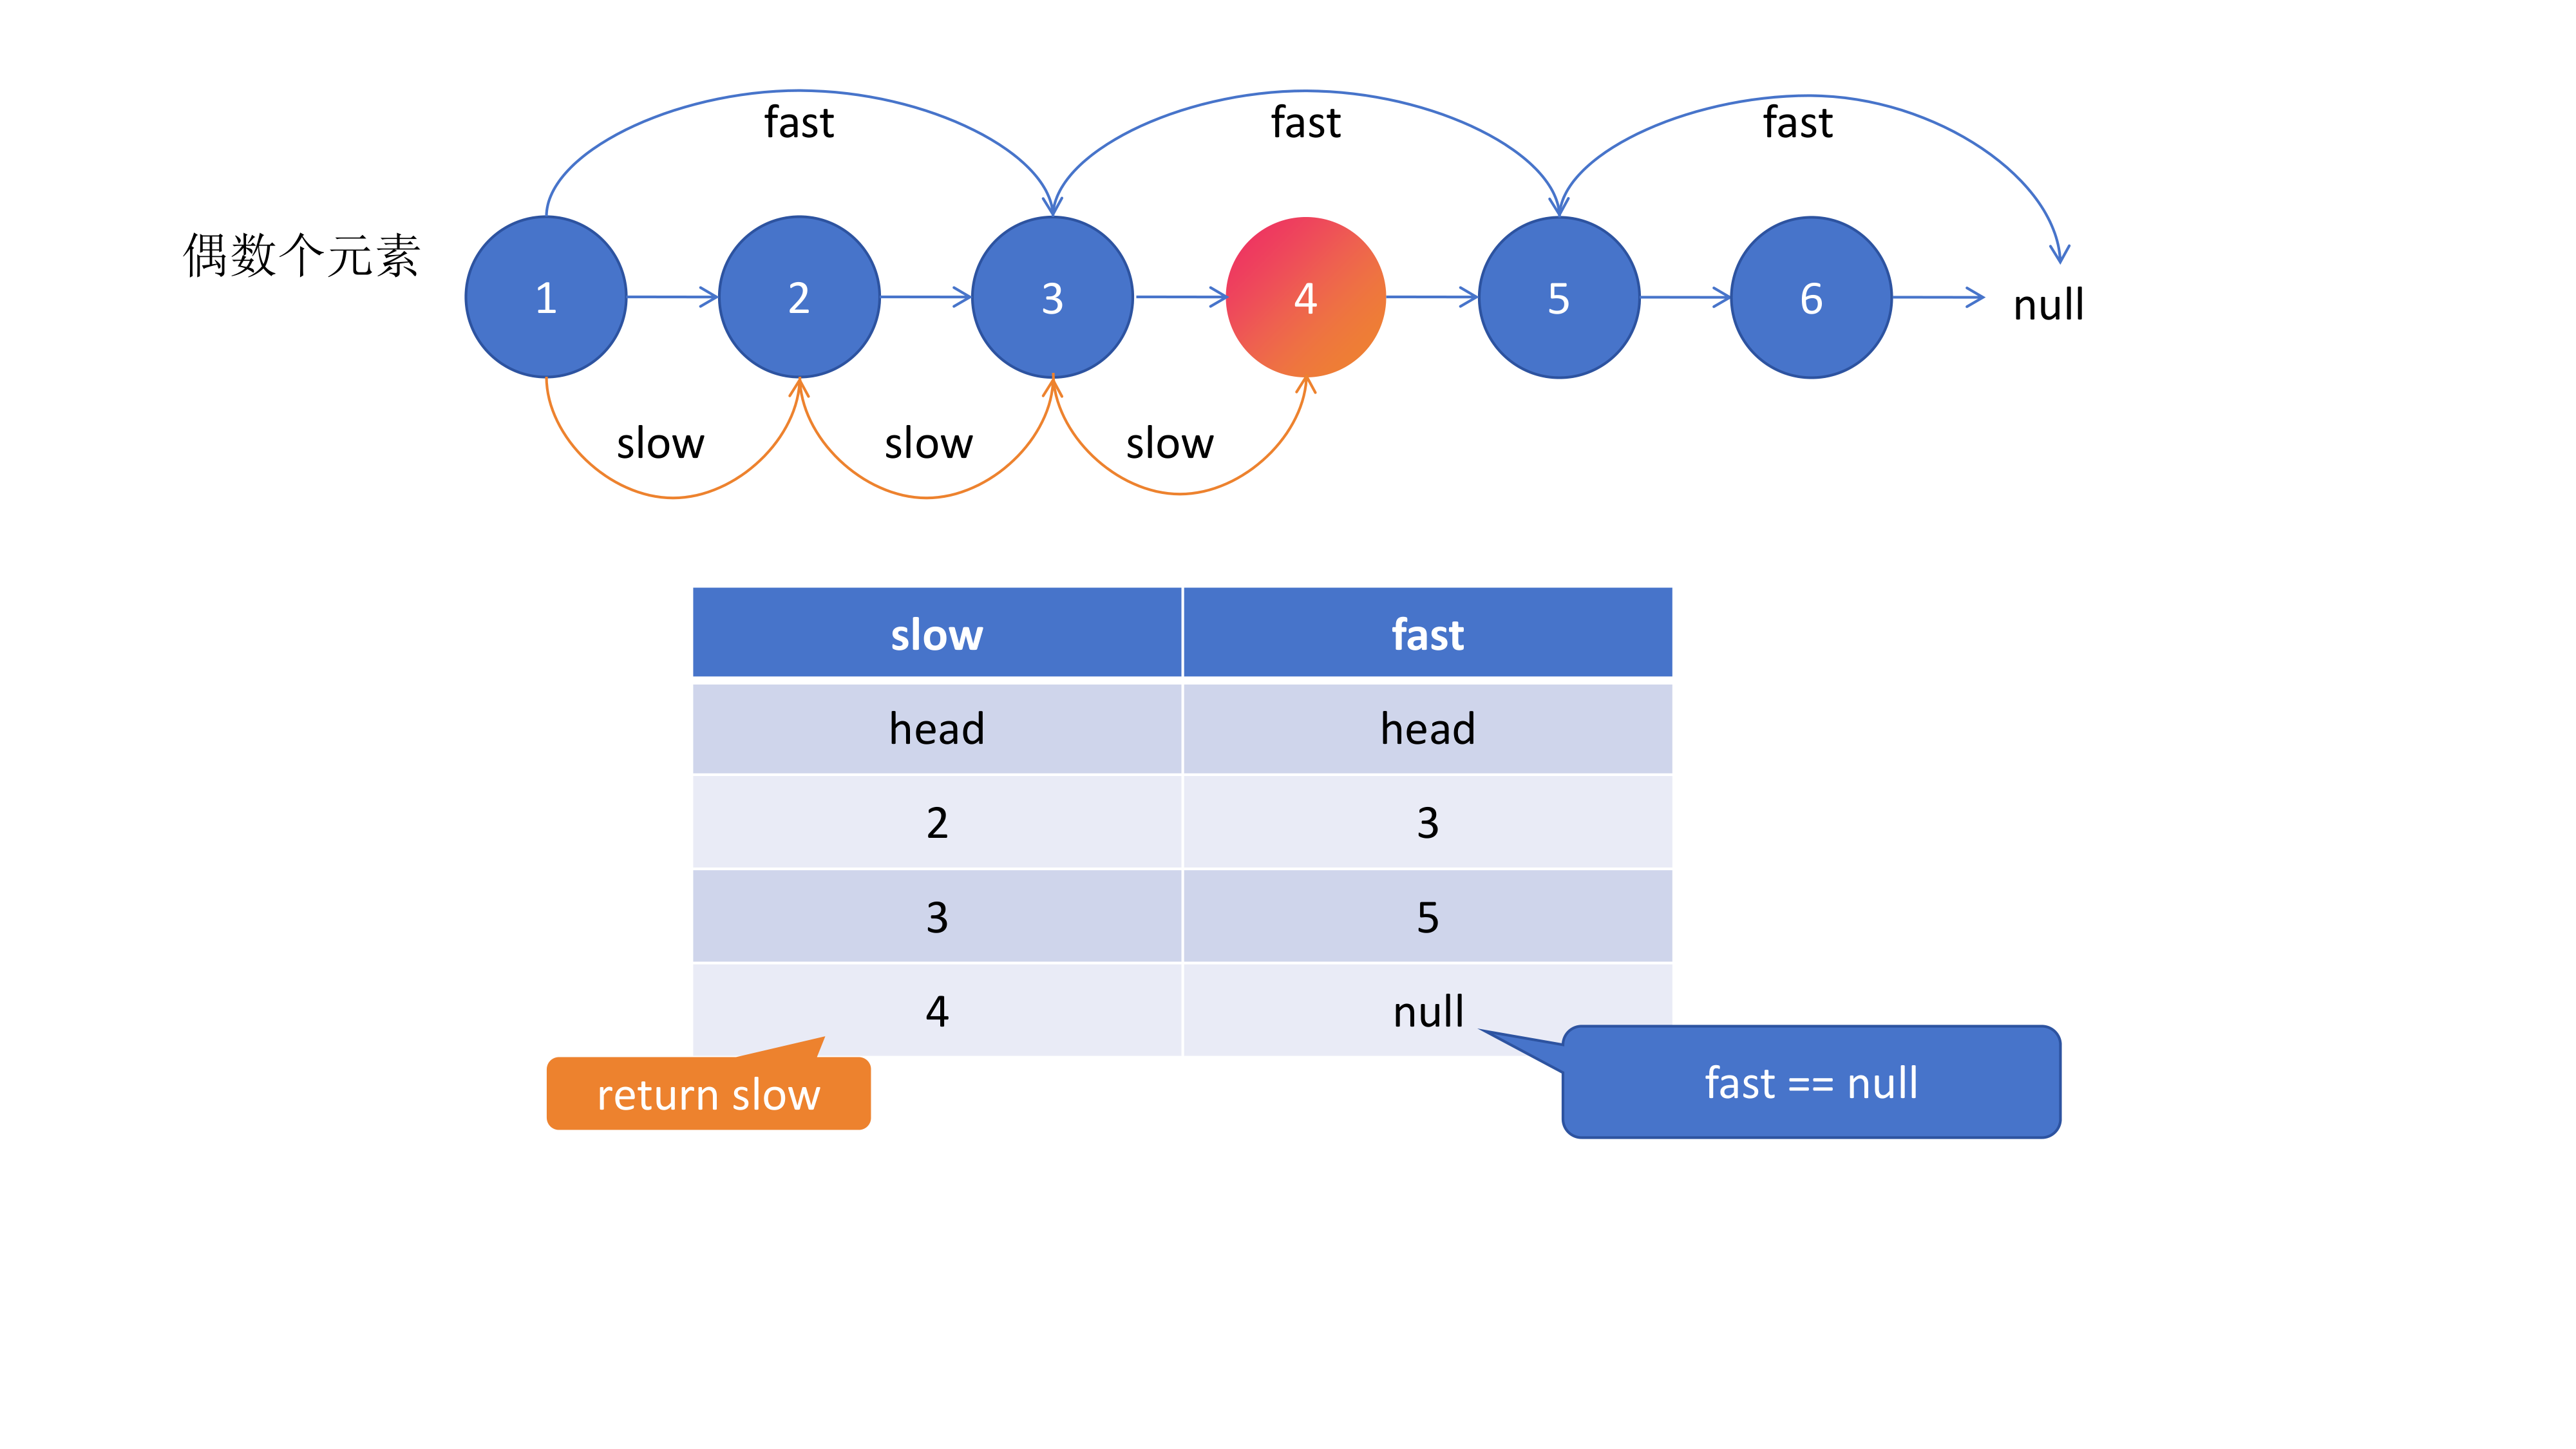 fast fast fast
偶数个元素
1 2 3 4 5 6 null
slow slow slow
slow fast
head head
2 3
3 5
4 null
return slow
fast == null